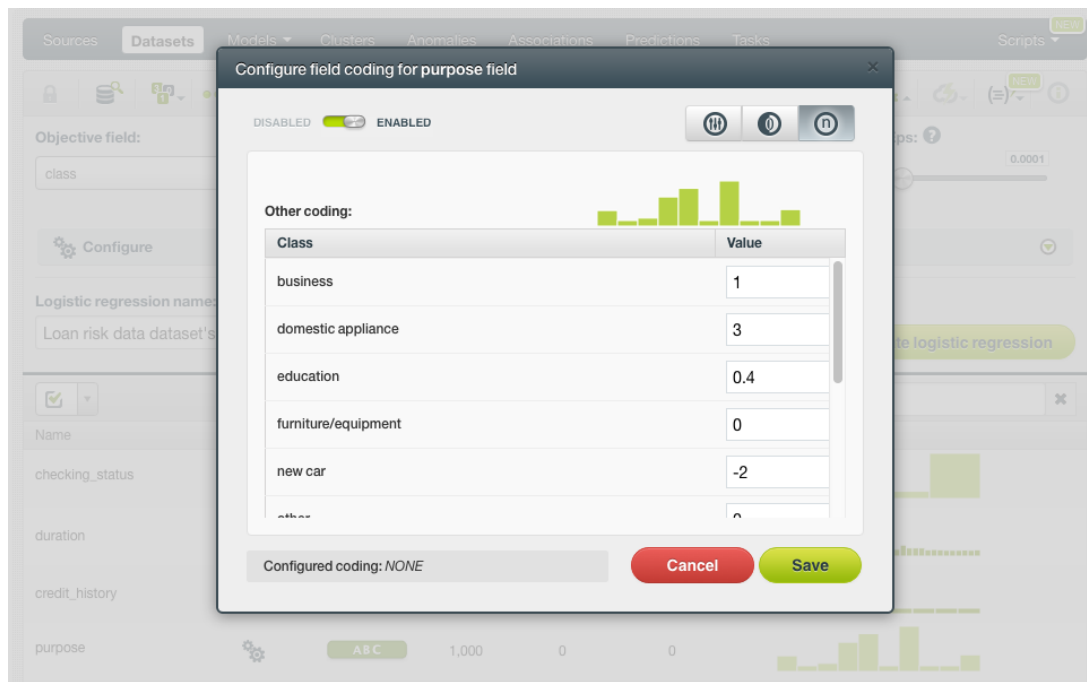 Sources Datasets Models Clusters Anomalies Associations Predictions Tasks Scripts NEW
Configure field coding for purpose field
NEW
DISABLED ENABLED
n
Objective field:
ps:
class
0.0001
Other coding:
Class Value
Configure
business 1
Logistic regression name:
domestic appliance 3
Loan risk data dataset's
te logistic regression
education 0.4
furniture/equipment 0
Name
new car -2
checking_status
other 0
duration
Configured coding: NONE Cancel Save
credit_history
purpose ABC 1,000 0 0